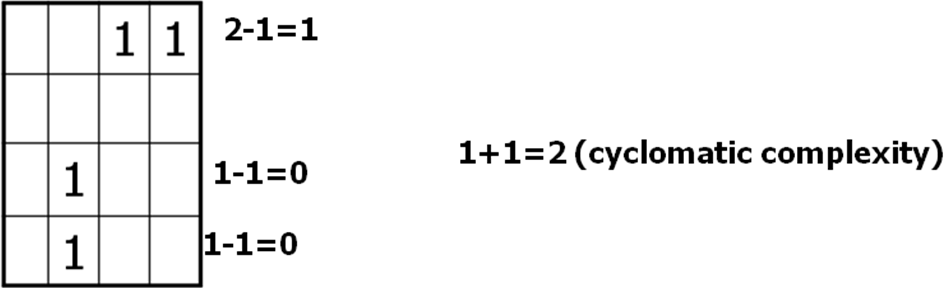 1 1 2-1=1
1+1=2 (cyclomatic complexity)
1 1-1=0
1 1-1=0